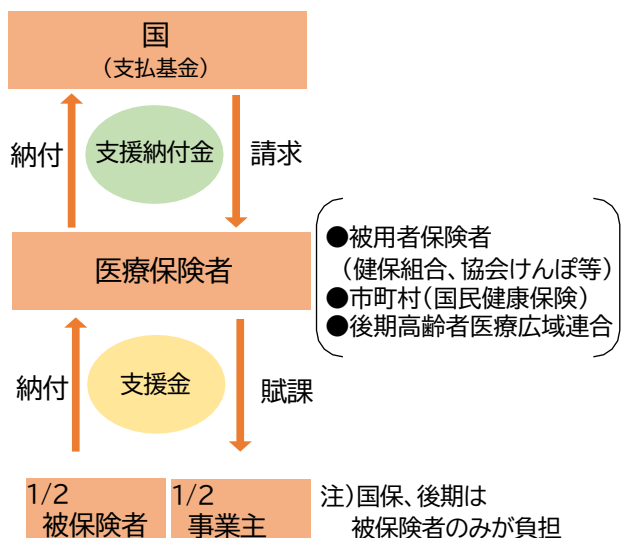 国
（支払基金）
納付
支援納付金
請求
医療保険者
●被用者保険者
（健保組合、協会けんぽ等）
●市町村（国民健康保険）
●後期高齢者医療広域連合
納付
支援金
賦課
1/2
被保険者
1/2
事業主
注）国保、後期は
被保険者のみが負担